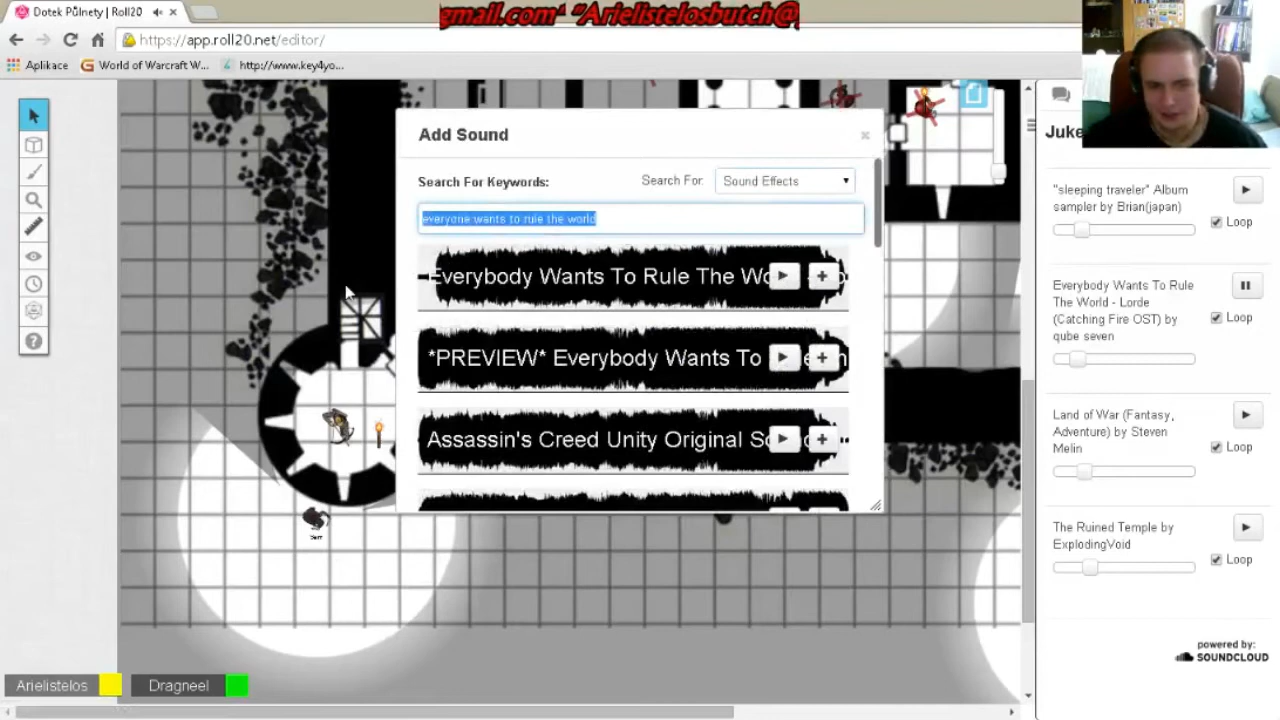 Dotek Půlnety | Roll20
gmail.com‘ “Arielistelosbutch@
https://app.roll20.net/editor/
Aplikace
World of Warcraft W...
http://www.key4yo...
Add Sound
Search For Keywords:
Search For:
Sound Effects
everyone wants to rule the world
Everybody Wants To Rule The Wo
*PREVIEW* Everybody Wants To
Assassin's Creed Unity Original So
Juke
"sleeping traveler" Album
sampler by Brian(japan)
Loop
Everybody Wants To Rule
The World - Lorde
(Catching Fire OST) by
qube seven
Loop
Land of War (Fantasy,
Adventure) by Steven
Melin
Loop
The Ruined Temple by
ExplodingVoid
Loop
powered by:
SOUNDCLOUD
Arielistelos
Dragneel